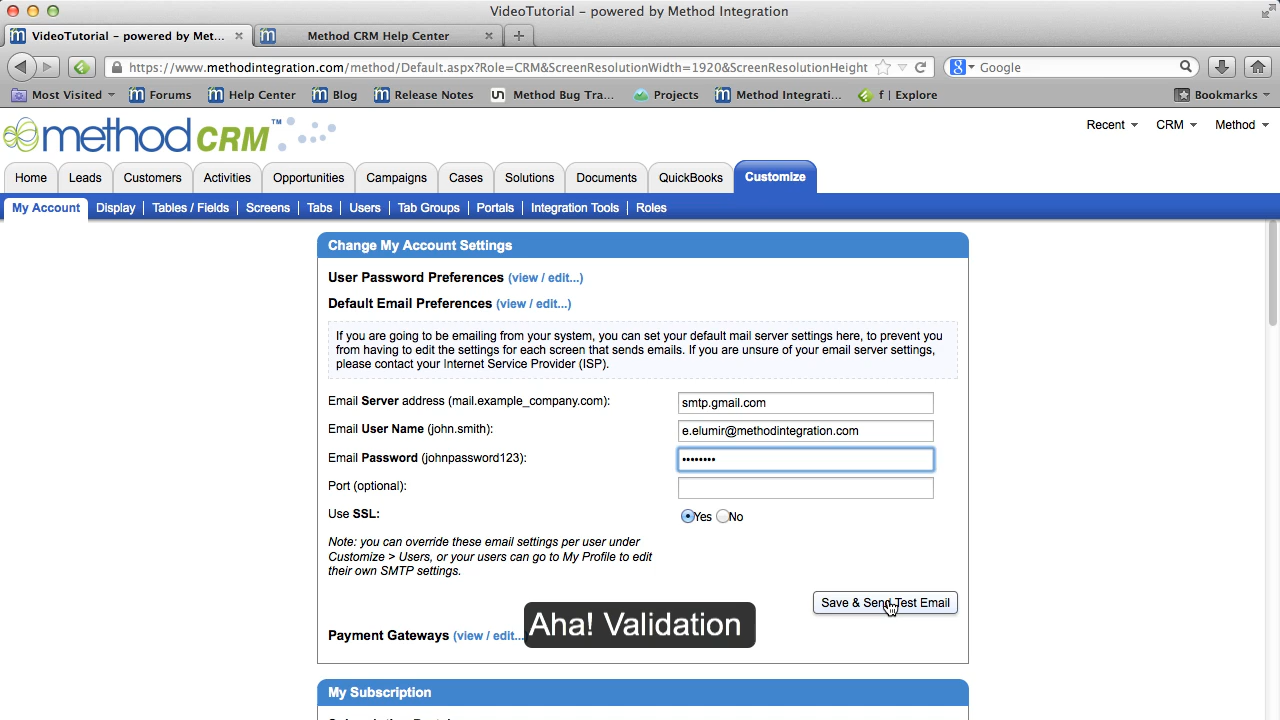 VideoTutorial – powered by Method Integration
VideoTutorial – powered by Met...
Method CRM Help Center
https://www.methodintegration.com/method/Default.aspx?Role=CRM&ScreenResolutionWidth=1920&ScreenResolutionHeight
Google
Most Visited
Forums
Help Center
Blog
Release Notes
Method Bug Tra...
Projects
Method Integrati...
f | Explore
Bookmarks
method CRM™
Recent
CRM
Method
Home
Leads
Customers
Activities
Opportunities
Campaigns
Cases
Solutions
Documents
QuickBooks
Customize
My Account
Display
Tables / Fields
Screens
Tabs
Users
Tab Groups
Portals
Integration Tools
Roles
Change My Account Settings
User Password Preferences (view / edit...)
Default Email Preferences (view / edit...)
If you are going to be emailing from your system, you can set your default mail server settings here, to prevent you
from having to edit the settings for each screen that sends emails. If you are unsure of your email server settings,
please contact your Internet Service Provider (ISP).
Email Server address (mail.example_company.com):
smtp.gmail.com
Email User Name (john.smith):
e.elumir@methodintegration.com
Email Password (johnpassword123):
••••••••
Port (optional):
Use SSL:
Yes
No
Note: you can override these email settings per user under
Customize > Users, or your users can go to My Profile to edit
their own SMTP settings.
Save & Send Test Email
Aha! Validation
Payment Gateways (view / edit...
My Subscription